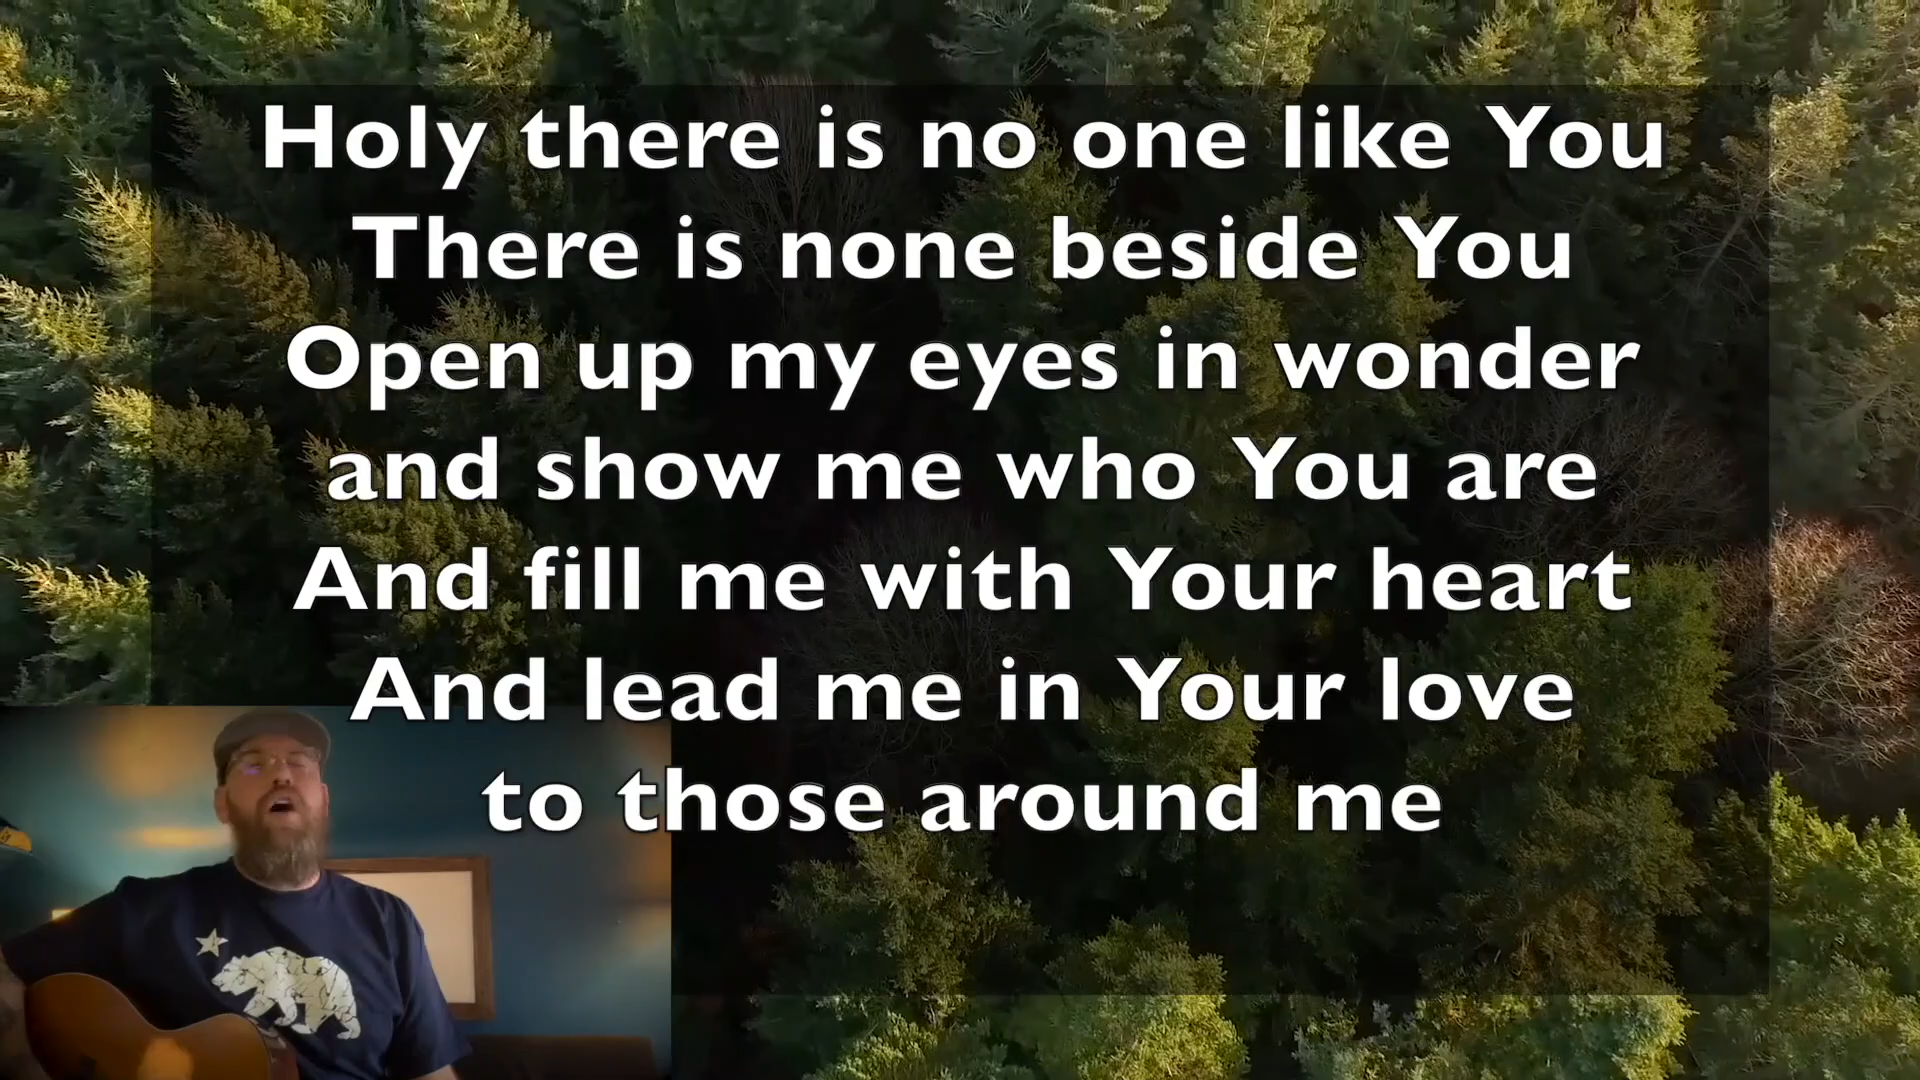 Holy there is no one like You
There is none beside You
Open up my eyes in wonder
and show me who You are
And fill me with Your heart
And lead me in Your love
to those around me